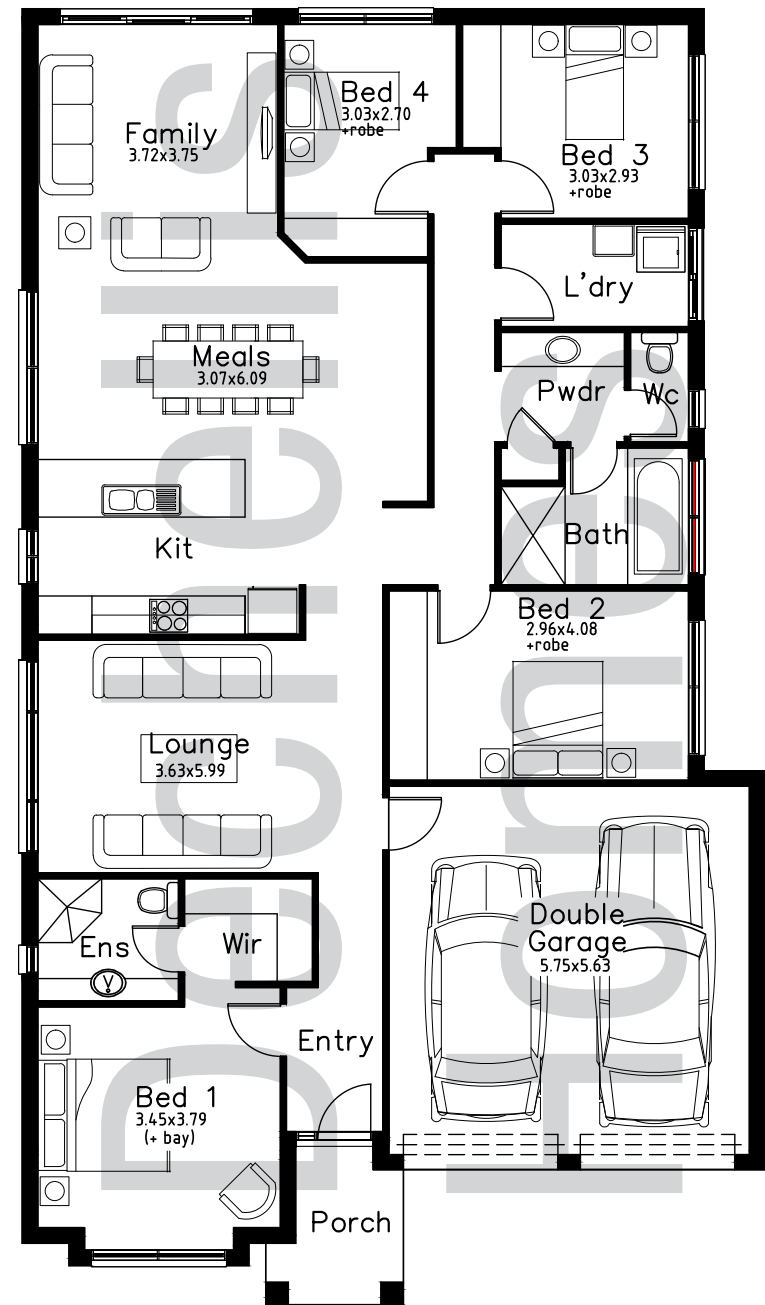 Family
3.72x3.75
Bed 4
3.03x2.70
+robe
Bed 3
3.03x2.93
+robe
L'dry
Meals
3.07x6.09
Pwdr
Wc
Kit
Bath
Bed 2
2.96x4.08
+robe
Lounge
3.63x5.99
Ens
V
Wir
Double
Garage
5.75x5.63
Entry
Bed 1
3.45x3.79
(+ bay)
Porch